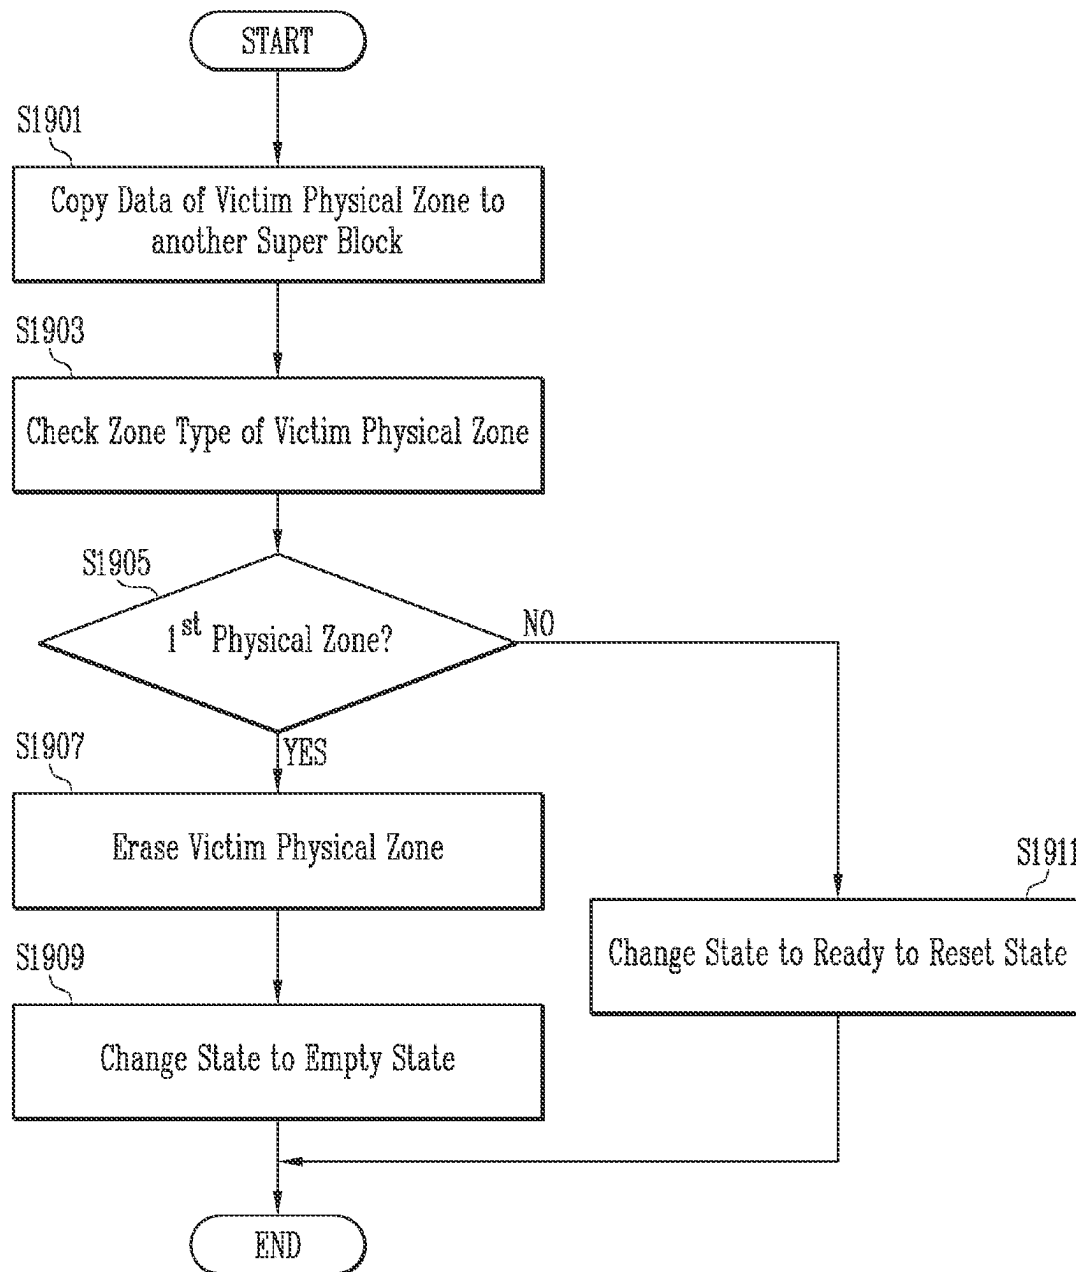 START
S1901
Copy Data of Victim Physical Zone to
another Super Block
S1903
Check Zone Type of Victim Physical Zone
S1905
1st Physical Zone?
NO
YES
S1907
Erase Victim Physical Zone
S1911
Change State to Ready to Reset State
S1909
Change State to Empty State
END